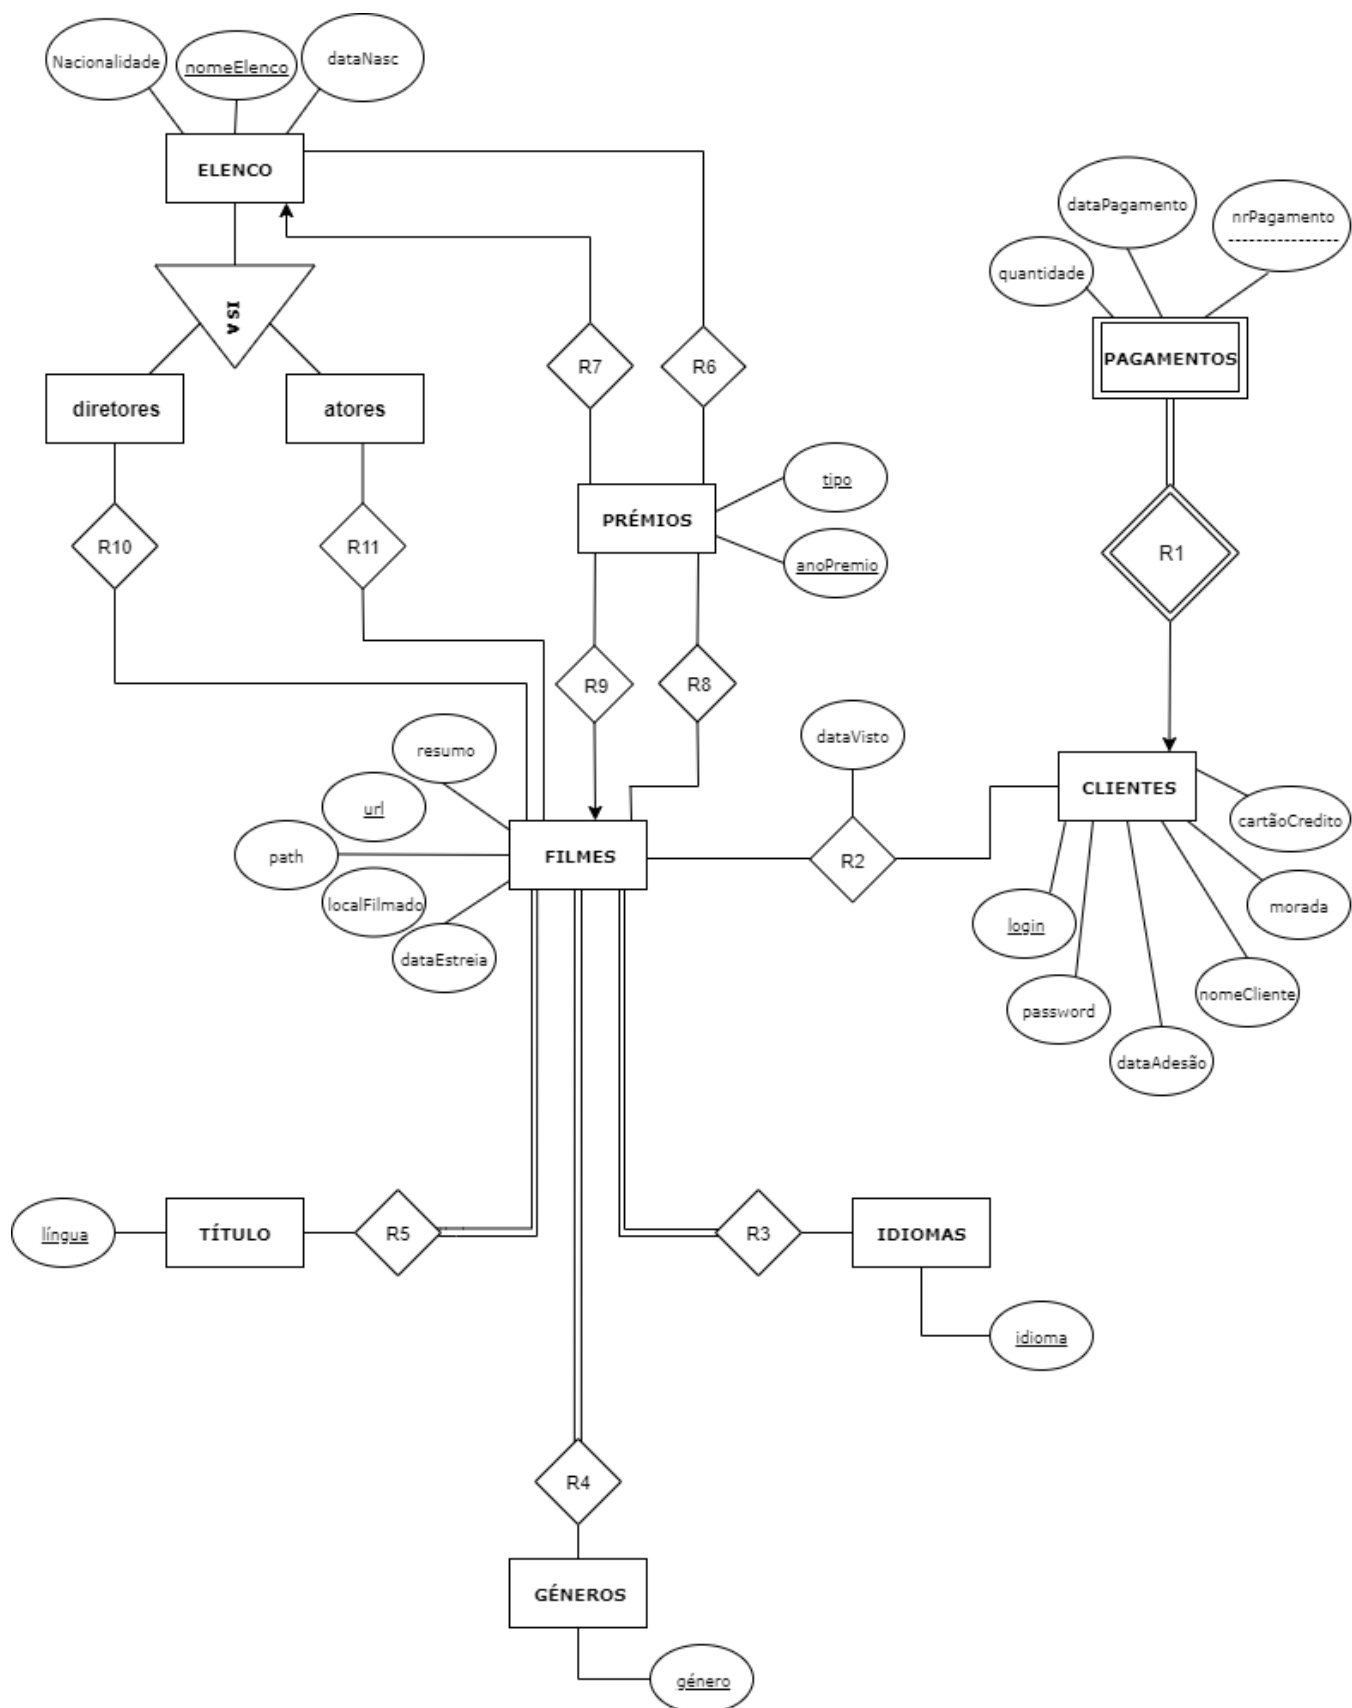 Nacionalidade
nomeElenco
dataNasc
ELENCO
ISA
diretores
atores
R10
R11
R7
R6
dataPagamento
nrPagamento
quantidade
PAGAMENTOS
PRÉMIOS
tipo
anoPremio
R1
R9
R8
dataVisto
resumo
url
path
localFilmado
dataEstreia
FILMES
R2
CLIENTES
cartãoCredito
morada
login
nomeCliente
password
dataAdesão
língua
TÍTULO
R5
R3
IDIOMAS
idioma
R4
GÉNEROS
género